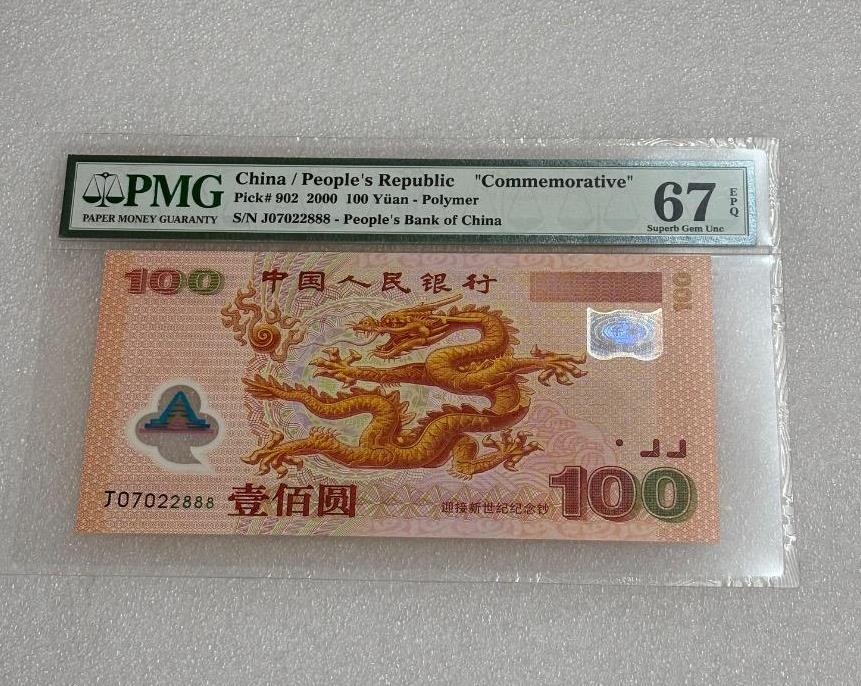 PMG
PAPER MONEY GUARANTY
China / People's Republic "Commemorative"
Pick# 902 2000 100 Yüan - Polymer
S/N J07022888 - People's Bank of China
67
EPQ
Superb Gem Unc
100
中国人民银行
100
J07022888
壹佰圆
迎接新世纪纪念钞
100